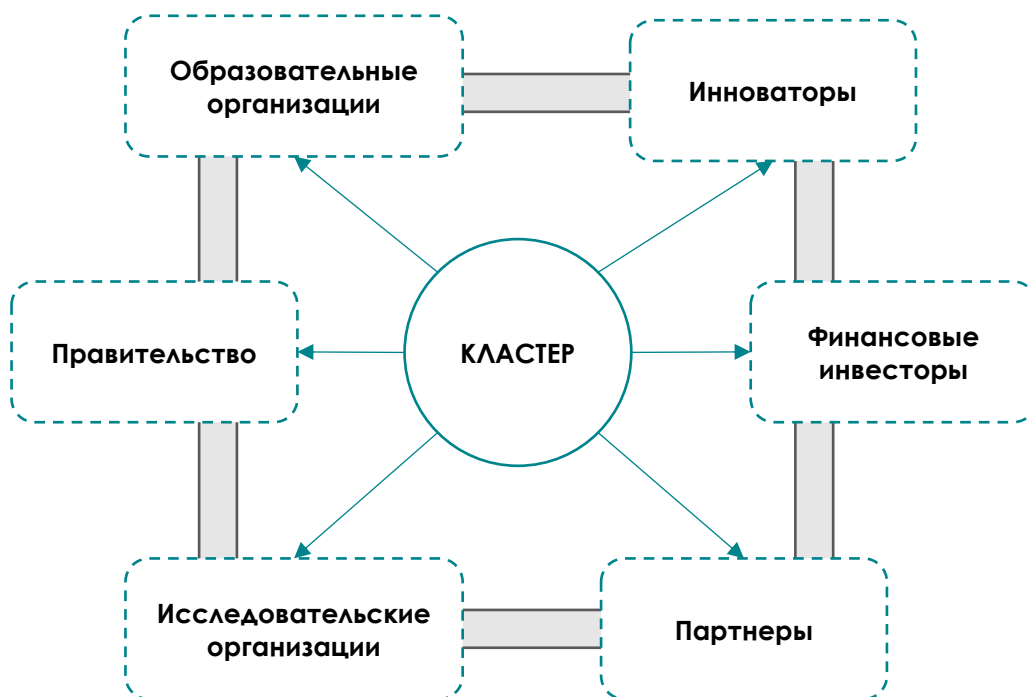 Образовательные
организации
Инноваторы
Правительство
КЛАСТЕР
Финансовые
инвесторы
Исследовательские
организации
Партнеры